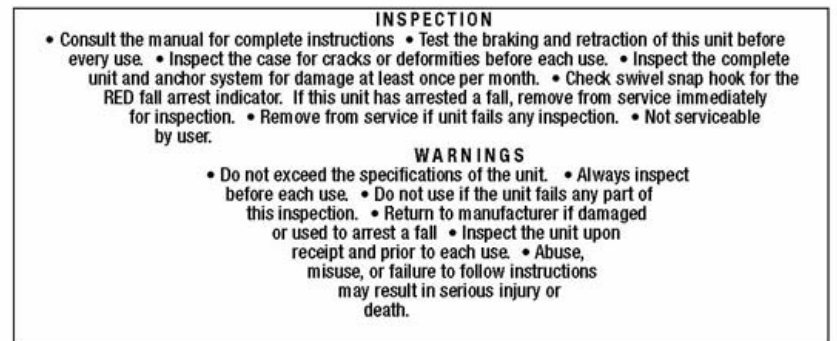 INSPECTION
• Consult the manual for complete instructions • Test the braking and retraction of this unit before
every use. • Inspect the case for cracks or deformities before each use. • Inspect the complete
unit and anchor system for damage at least once per month. • Check swivel snap hook for the
RED fall arrest indicator. If this unit has arrested a fall, remove from service immediately
for inspection. • Remove from service if unit fails any inspection. • Not serviceable
by user.
WARNINGS
• Do not exceed the specifications of the unit. • Always inspect
before each use. • Do not use if the unit fails any part of
this inspection. • Return to manufacturer if damaged
or used to arrest a fall • Inspect the unit upon
receipt and prior to each use. • Abuse,
misuse, or failure to follow instructions
may result in serious injury or
death.